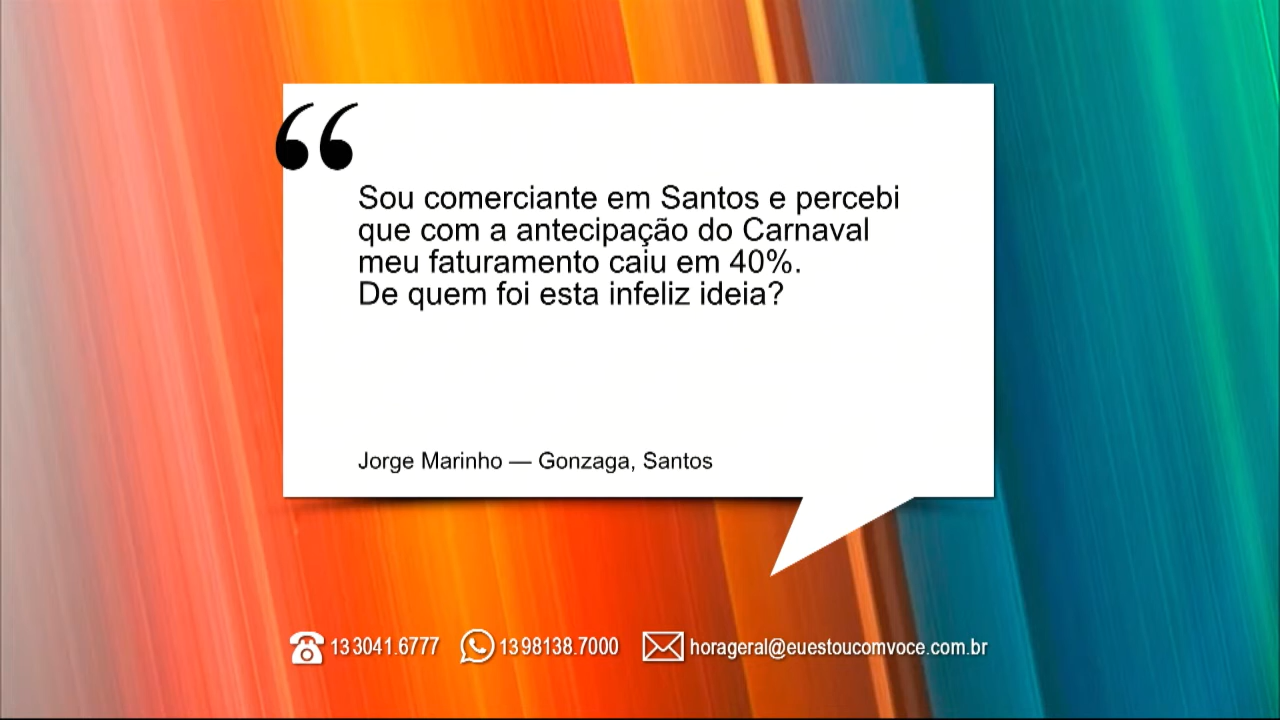 “
Sou comerciante em Santos e percebi
que com a antecipação do Carnaval
meu faturamento caiu em 40%.
De quem foi esta infeliz ideia?
Jorge Marinho — Gonzaga, Santos
13 3041.6777 13 98138.7000 horageral@euestoucomvoce.com.br